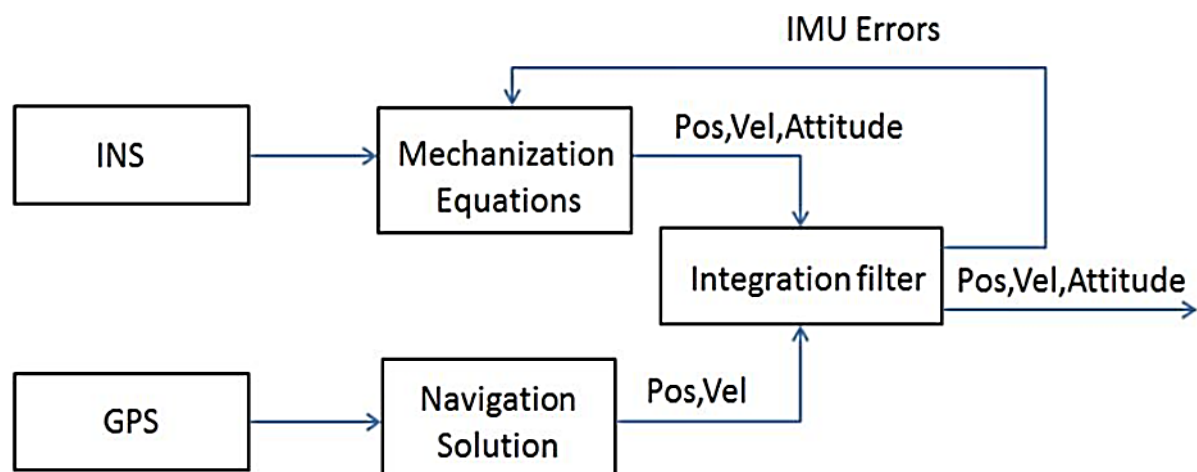 IMU Errors
INS
Mechanization
Equations
Pos,Vel,Attitude
Integration filter
Pos,Vel,Attitude
GPS
Navigation
Solution
Pos,Vel